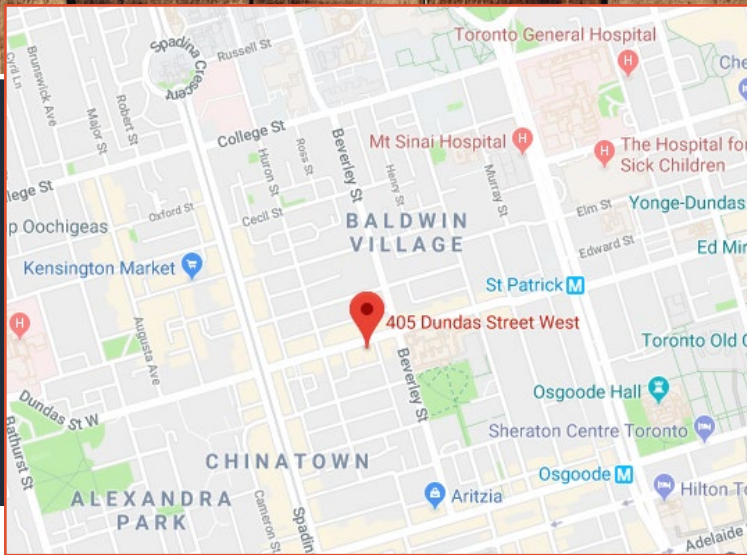 Toronto General Hospital
Spadina
Crescent
Russell St
Brunswick Ave
Major St
Robert St
College St
Beverley St
Ross St
Huron St
Henry St
Mt Sinai Hospital
H
H
H
The Hospital for
Sick Children
Murray St
Elm St
Yonge-Dundas
lege St
Oxford St
Cecil St
p Oochigeas
BALDWIN
VILLAGE
Edward St
Ed Mir
Kensington Market
St Patrick M
H
Augusta Ave
405 Dundas Street West
Beverley St
Toronto Old C
Dundas St W
Osgoode Hall
Bathurst St
Sheraton Centre Toronto
CHINATOWN
Osgoode M
ALEXANDRA
PARK
Cameron St
Spadin
Aritzia
Hilton To
Adelaide